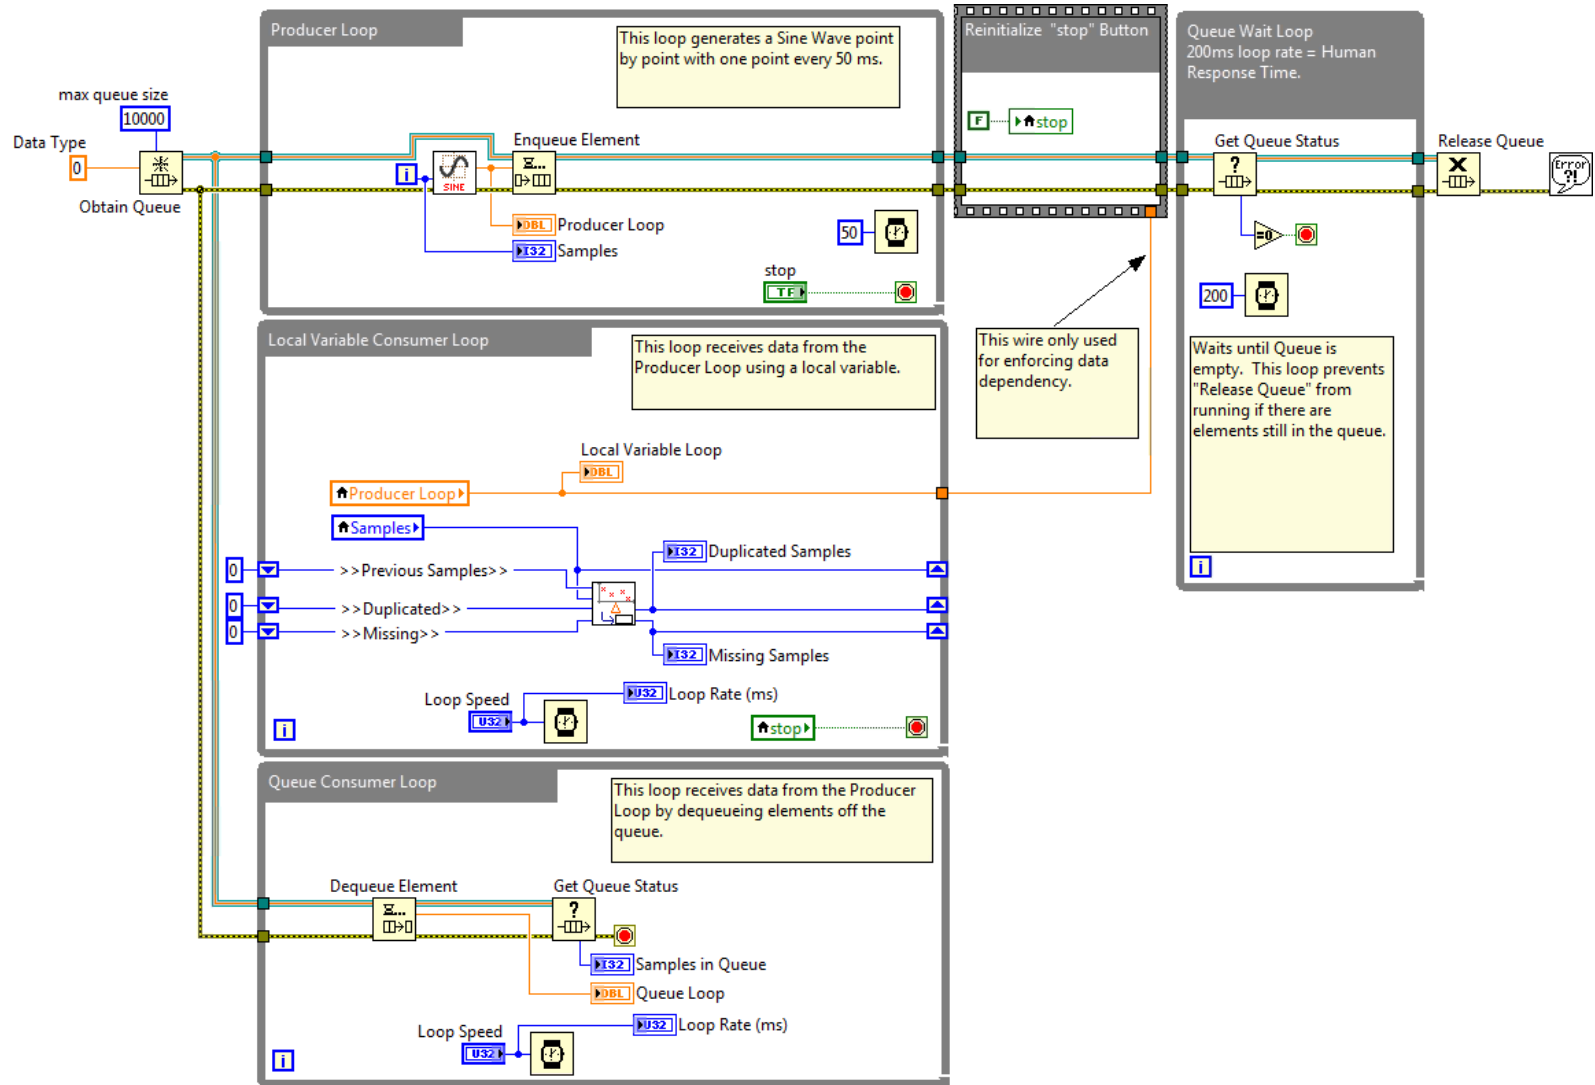 Producer Loop
This loop generates a Sine Wave point
by point with one point every 50 ms.
max queue size
10000
Data Type
0
Obtain Queue
i
SINE
Enqueue Element
DBL
Producer Loop
I32
Samples
50
stop
TF
Reinitialize "stop" Button
F
stop
This wire only used
for enforcing data
dependency.
Queue Wait Loop
200ms loop rate = Human
Response Time.
Get Queue Status
?
=0
200
Waits until Queue is
empty. This loop prevents
"Release Queue" from
running if there are
elements still in the queue.
i
Release Queue
X
Error
?!
Local Variable Consumer Loop
This loop receives data from the
Producer Loop using a local variable.
Local Variable Loop
DBL
Producer Loop
Samples
I32
Duplicated Samples
0
>>Previous Samples>>
0
>>Duplicated>>
0
>>Missing>>
I32
Missing Samples
Loop Speed
U32
U32
Loop Rate (ms)
i
stop
Queue Consumer Loop
This loop receives data from the Producer
Loop by dequeueing elements off the
queue.
Dequeue Element
Get Queue Status
?
I32
Samples in Queue
DBL
Queue Loop
Loop Speed
U32
U32
Loop Rate (ms)
i